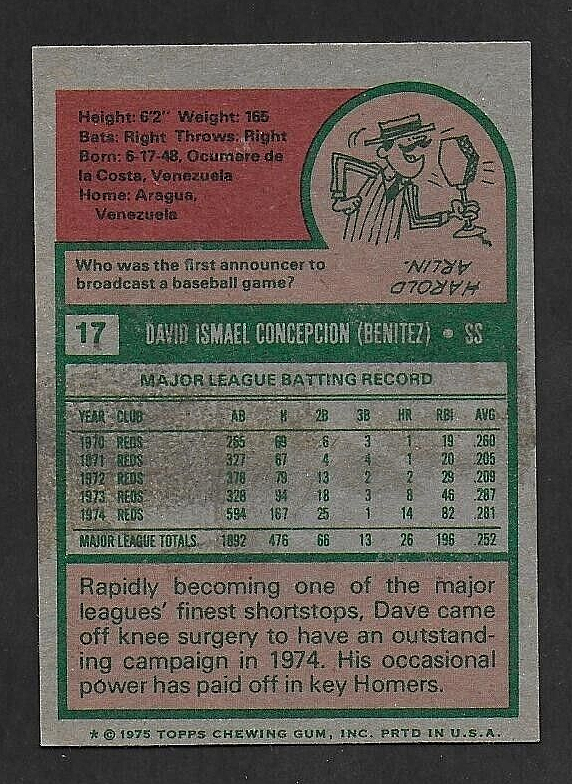 Height: 6'2" Weight: 165
Bats: Right Throws: Right
Born: 6-17-48, Ocumare de
la Costa, Venezuela
Home: Aragua,
Venezuela
Who was the first announcer to
broadcast a baseball game?
HAROLD
ARLIN.
17 DAVID ISMAEL CONCEPCION (BENITEZ) • SS
MAJOR LEAGUE BATTING RECORD
YEAR CLUB AB H 2B 3B HR RBI AVG
1970 REDS 265 69 6 3 1 19 .260
1971 REDS 327 67 4 4 1 20 .205
1972 REDS 378 79 13 2 2 29 .209
1973 REDS 328 94 18 3 8 46 .287
1974 REDS 594 167 25 1 14 82 .281
MAJOR LEAGUE TOTALS 1892 476 66 13 26 196 .252
Rapidly becoming one of the major
leagues' finest shortstops, Dave came
off knee surgery to have an outstand-
ing campaign in 1974. His occasional
power has paid off in key Homers.
* © 1975 TOPPS CHEWING GUM, INC. PRTD IN U.S.A.